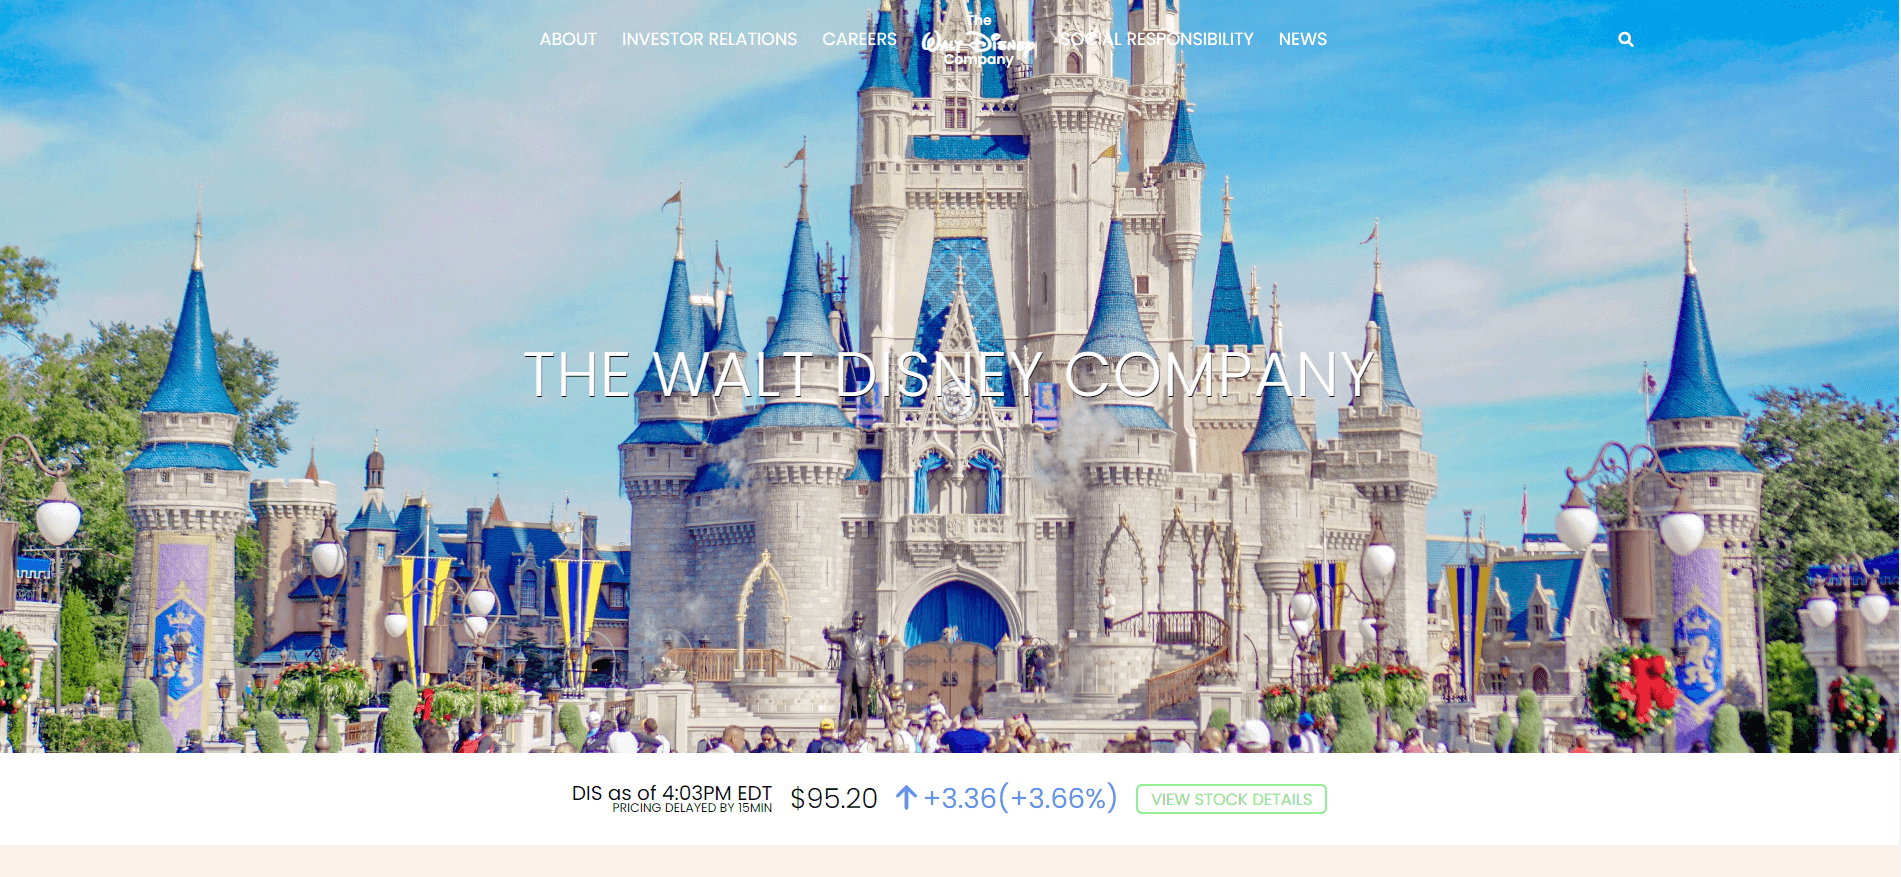 ABOUT INVESTOR RELATIONS CAREERS The Walt Disney Company SOCIAL RESPONSIBILITY NEWS
THE WALT DISNEY COMPANY
DIS as of 4:03PM EDT $95.20 +3.36(+3.66%) VIEW STOCK DETAILS
PRICING DELAYED BY 15MIN